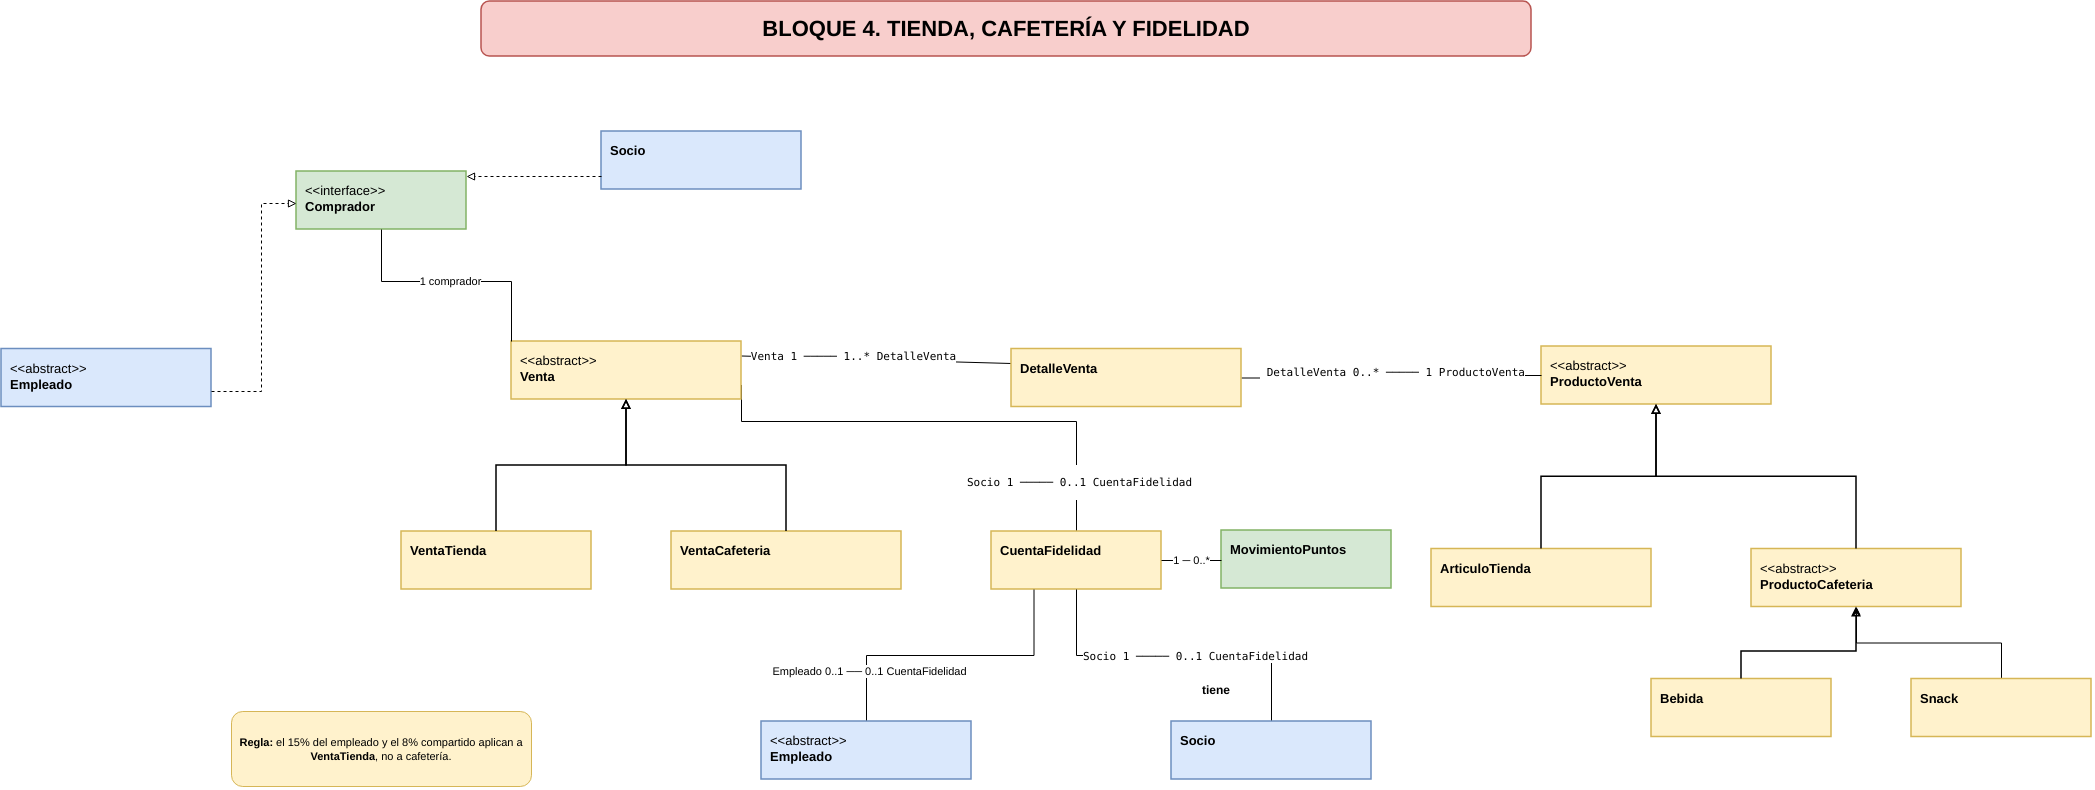 BLOQUE 4. TIENDA, CAFETERÍA Y FIDELIDAD
Socio
<<interface>>
Comprador
1 comprador
<<abstract>>
Empleado
<<abstract>>
Venta
Venta 1 ───── 1..* DetalleVenta
DetalleVenta
DetalleVenta 0..* ───── 1 ProductoVenta
<<abstract>>
ProductoVenta
Socio 1 ───── 0..1 CuentaFidelidad
VentaTienda
VentaCafeteria
CuentaFidelidad
1 — 0..*
MovimientoPuntos
ArticuloTienda
<<abstract>>
ProductoCafeteria
Empleado 0..1 ── 0..1 CuentaFidelidad
Socio 1 ───── 0..1 CuentaFidelidad
tiene
Bebida
Snack
Regla: el 15% del empleado y el 8% compartido aplican a
VentaTienda, no a cafetería.
<<abstract>>
Empleado
Socio